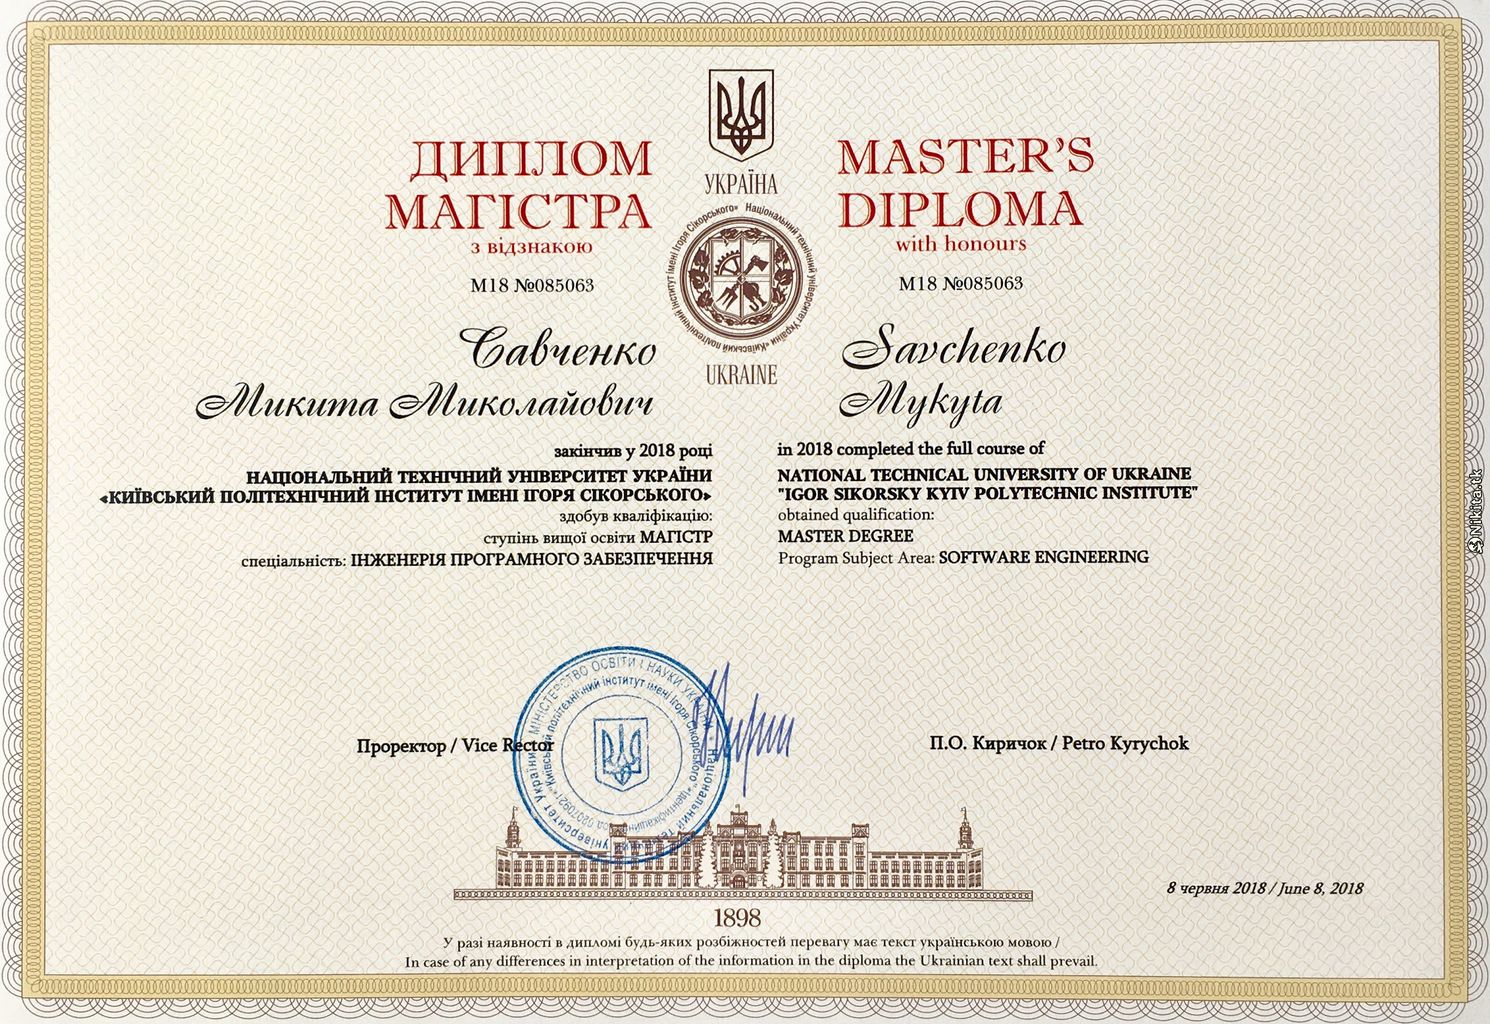 ДИПЛОМ
МАГІСТРА
з відзнакою
М18 №085063
Савченко
Микита Миколайович
закінчив у 2018 році
НАЦІОНАЛЬНИЙ ТЕХНІЧНИЙ УНІВЕРСИТЕТ УКРАЇНИ
«КИЇВСЬКИЙ ПОЛІТЕХНІЧНИЙ ІНСТИТУТ ІМЕНІ ІГОРЯ СІКОРСЬКОГО»
здобув кваліфікацію:
ступінь вищої освіти МАГІСТР
спеціальність: ІНЖЕНЕРІЯ ПРОГРАМНОГО ЗАБЕЗПЕЧЕННЯ
УКРАЇНА
Національний технічний університет України «Київський політехнічний інститут імені Ігоря Сікорського»
UKRAINE
MASTER'S
DIPLOMA
with honours
М18 №085063
Savchenko
Mykyta
in 2018 completed the full course of
NATIONAL TECHNICAL UNIVERSITY OF UKRAINE
"IGOR SIKORSKY KYIV POLYTECHNIC INSTITUTE"
obtained qualification:
MASTER DEGREE
Program Subject Area: SOFTWARE ENGINEERING
Nikita.tk
МІНІСТЕРСТВО ОСВІТИ І НАУКИ УКРАЇНИ
Національний технічний університет України
"Київський політехнічний інститут імені Ігоря Сікорського"
02070921
Проректор / Vice Rector
П.О. Киричок / Petro Kyrychok
8 червня 2018 / June 8, 2018
1898
У разі наявності в дипломі будь-яких розбіжностей перевагу має текст українською мовою /
In case of any differences in interpretation of the information in the diploma the Ukrainian text shall prevail.